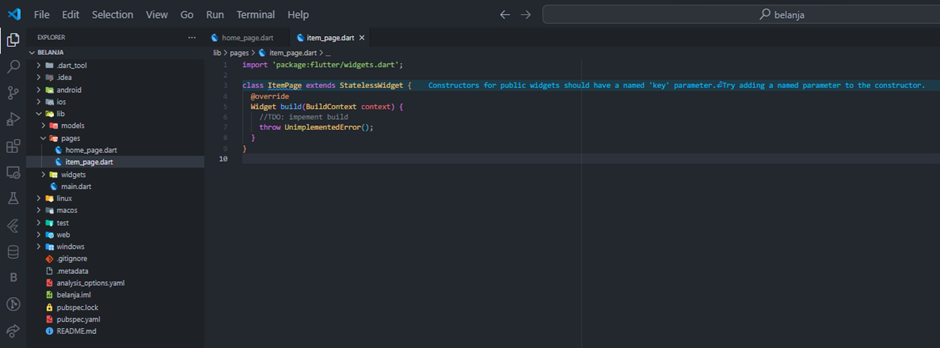 File Edit Selection View Go Run Terminal Help
belanja
EXPLORER
BELANJA
.dart_tool
.idea
android
ios
lib
models
pages
home_page.dart
item_page.dart
widgets
main.dart
linux
macos
test
web
windows
.gitignore
.metadata
analysis_options.yaml
belanja.iml
pubspec.lock
pubspec.yaml
README.md
home_page.dart
item_page.dart
lib > pages > item_page.dart > ...
1 import 'package:flutter/widgets.dart';
2
3 class ItemPage extends StatelessWidget { Constructors for public widgets should have a named 'key' parameter.↵Try adding a named parameter to the constructor.
4 @override
5 Widget build(BuildContext context) {
6 //TDO: impement build
7 throw UnimplementedError();
8 }
9 }
10